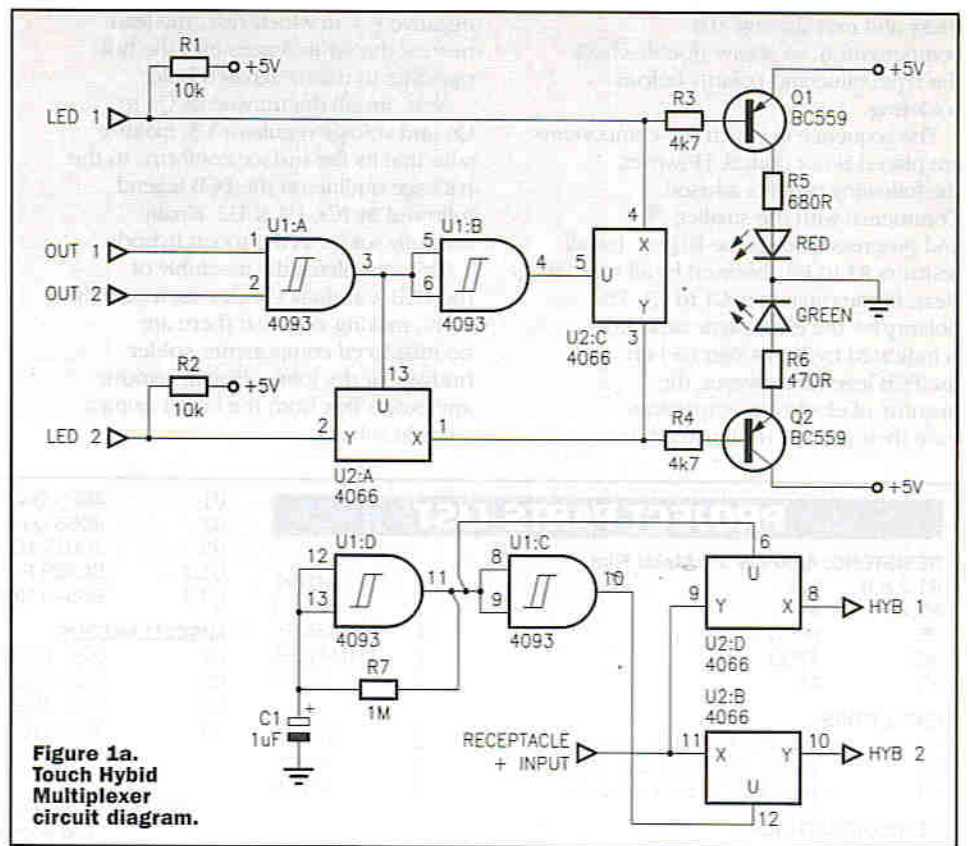 R1
+5V
10k
LED 1
R3
4k7
+5V
Q1
BC559
R5
680R
RED
OUT 1
OUT 2
U1:A
1
2
3
4093
U1:B
5
6
4
4093
4
X
5
U
Y
3
U2:C
4066
GREEN
R6
470R
R2
+5V
10k
13
LED 2
2
U
Y
X
1
U2:A
4066
R4
4k7
Q2
BC559
+5V
U1:D
12
13
11
4093
U1:C
8
9
10
4093
6
U
9
Y
X
8
HYB 1
U2:D
4066
R7
1M
C1
+
1uF
U2:B
4066
RECEPTACLE
+ INPUT
11
X
Y
10
HYB 2
U
12
Figure 1a.
Touch Hybid
Multiplexer
circuit diagram.